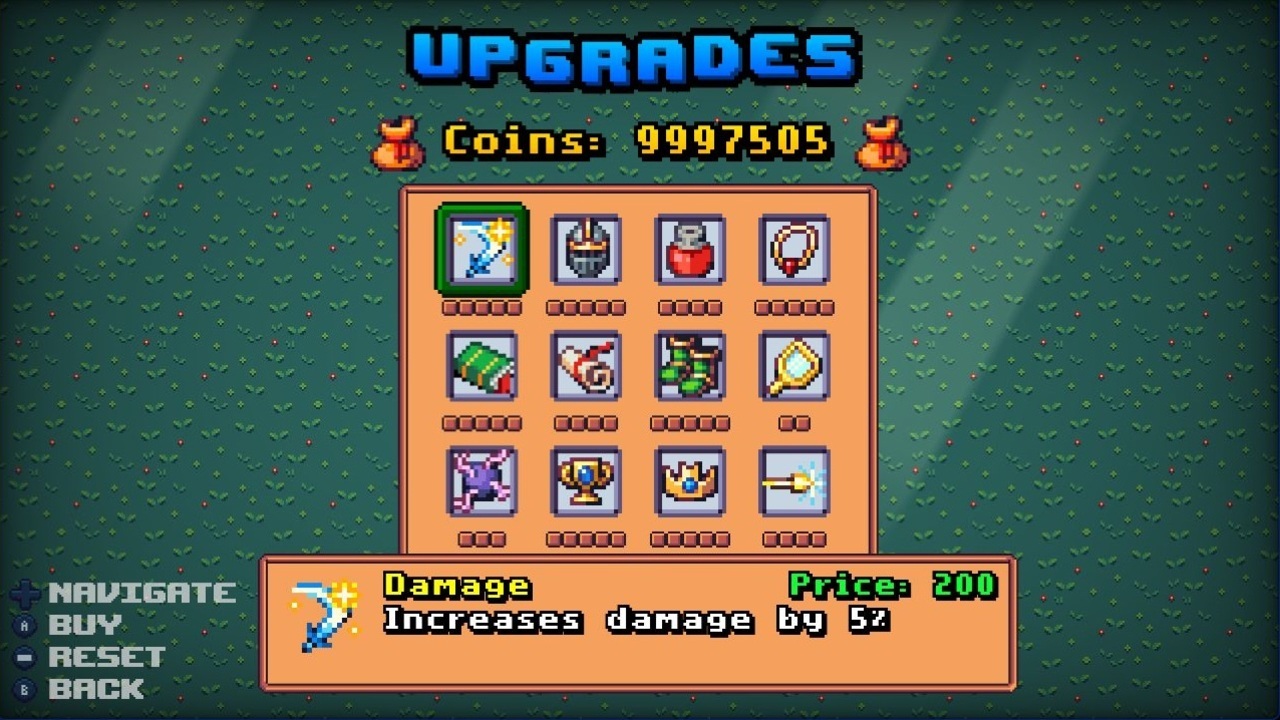 UPGRADES
Coins: 9997505
Damage Price: 200
Increases damage by 5%
NAVIGATE
A BUY
RESET
B BACK